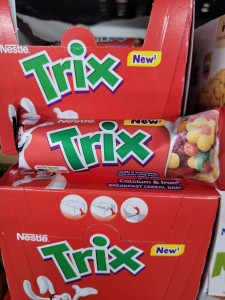 Nestlé
Trix
New!
Nestlé
Trix
New!
Calcium & Iron
BREAKFAST CEREAL BAR
Nestlé
Trix
New!